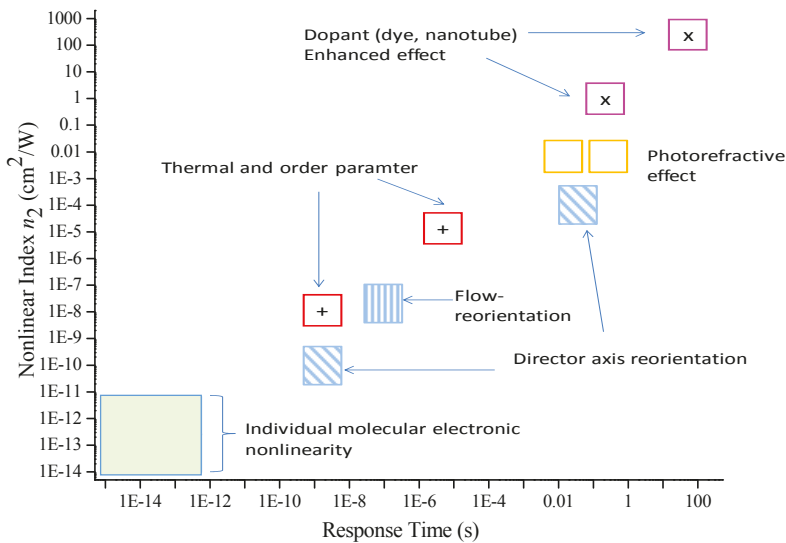 1000
100
10
1
0.1
0.01
1E-3
1E-4
1E-5
1E-6
1E-7
1E-8
1E-9
1E-10
1E-11
1E-12
1E-13
1E-14
Nonlinear Index n2 (cm2/W)
Dopant (dye, nanotube)
Enhanced effect
x
x
Photorefractive
effect
Thermal and order paramter
+
+
Flow-
reorientation
Director axis reorientation
Individual molecular electronic
nonlinearity
1E-14 1E-12 1E-10 1E-8 1E-6 1E-4 0.01 1 100
Response Time (s)